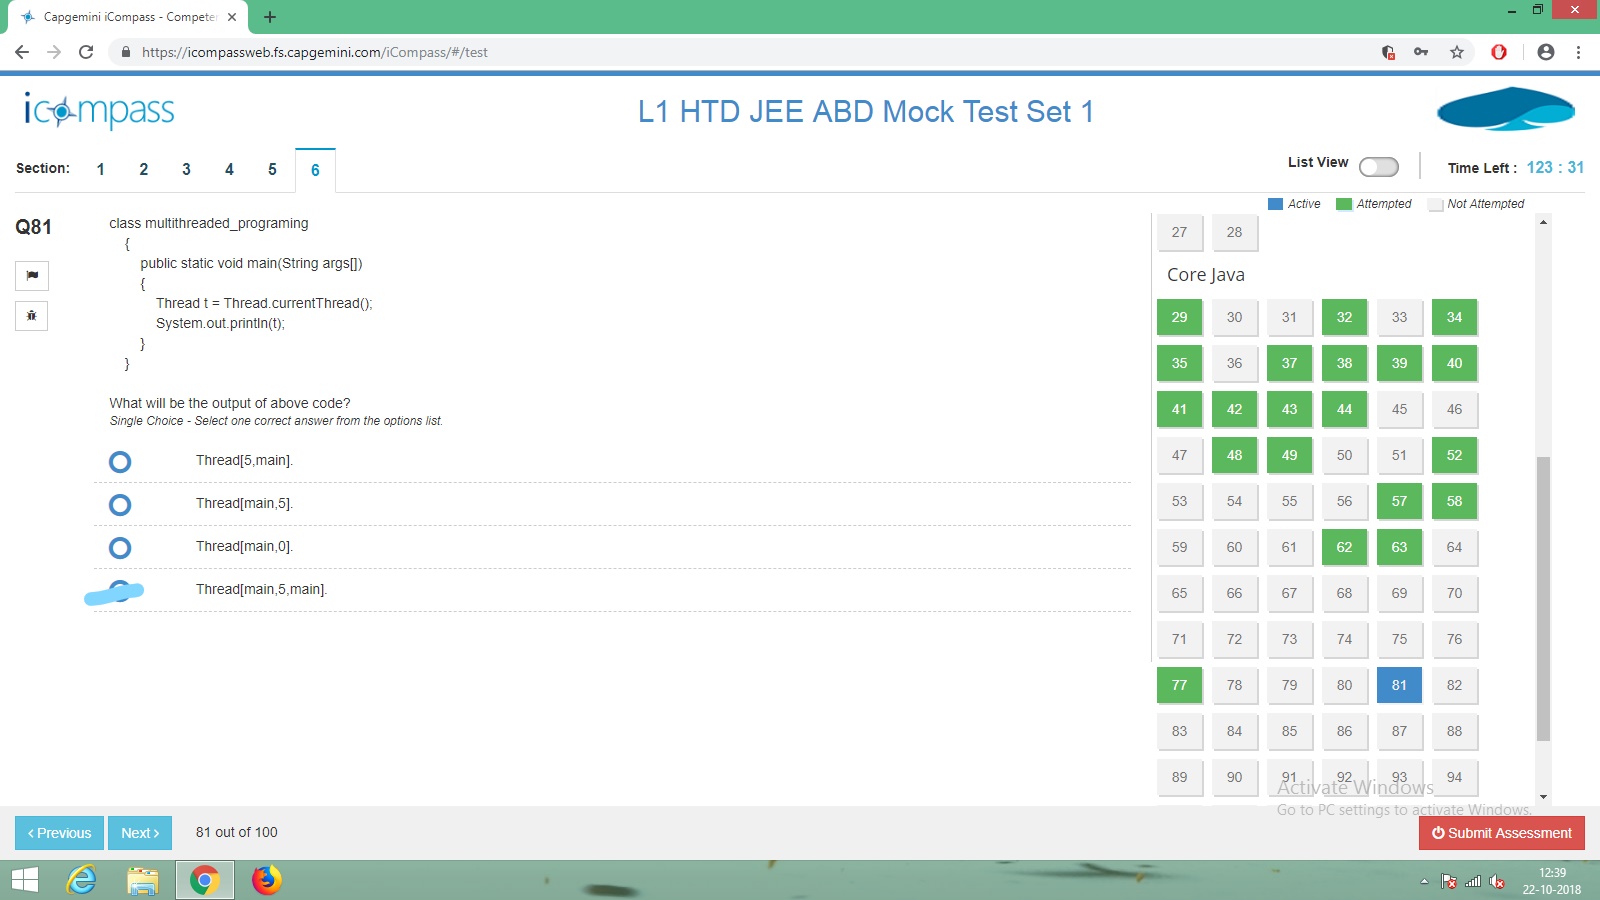 Capgemini iCompass - Competer
https://icompassweb.fs.capgemini.com/iCompass/#/test
icompass
L1 HTD JEE ABD Mock Test Set 1
Section: 1 2 3 4 5 6
List View
Time Left : 123 : 31
Active Attempted Not Attempted
Q81
class multithreaded_programing
{
public static void main(String args[])
{
Thread t = Thread.currentThread();
System.out.println(t);
}
}
What will be the output of above code?
Single Choice - Select one correct answer from the options list.
Thread[5,main].
Thread[main,5].
Thread[main,0].
Thread[main,5,main].
27 28
Core Java
29 30 31 32 33 34
35 36 37 38 39 40
41 42 43 44 45 46
47 48 49 50 51 52
53 54 55 56 57 58
59 60 61 62 63 64
65 66 67 68 69 70
71 72 73 74 75 76
77 78 79 80 81 82
83 84 85 86 87 88
89 90 91 92 93 94
Activate Windows
Go to PC settings to activate Windows.
Previous Next 81 out of 100
Submit Assessment
12:39
22-10-2018